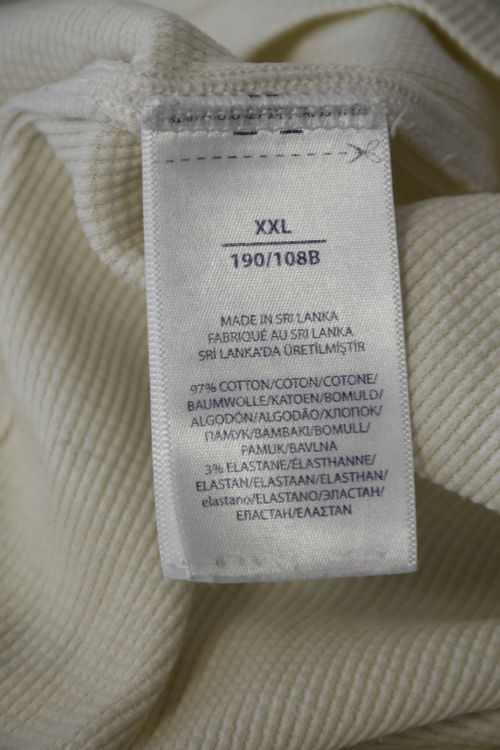 XXL
190/108B
MADE IN SRI LANKA
FABRIQUÉ AU SRI LANKA
SRİ LANKA'DA ÜRETİLMİŞTİR
97% COTTON/COTON/COTONE/
BAUMWOLLE/KATOEN/BOMULD/
ALGODÓN/ALGODÃO/ХЛОПОК/
ПАМУК/BAMBAKI/BOMULL/
PAMUK/BAVLNA
3% ELASTANE/ÉLASTHANNE/
ELASTAN/ELASTAAN/ELASTHAN/
elastano/ELASTANO/ЭЛАСТАН/
ЕЛАСТАН/ΕΛΑΣΤΑΝ